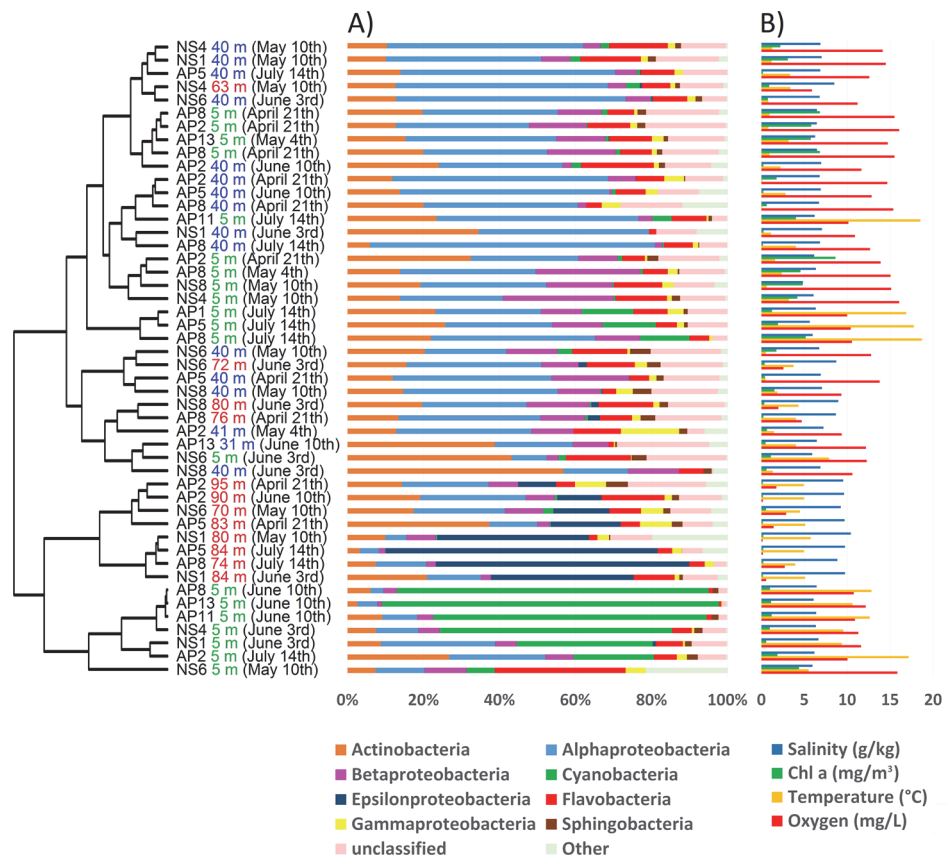 A) B)
NS4 40 m (May 10th)
NS1 40 m (May 10th)
AP5 40 m (July 14th)
NS4 63 m (May 10th)
NS6 40 m (June 3rd)
AP8 5 m (April 21th)
AP2 5 m (April 21th)
AP13 5 m (May 4th)
AP8 5 m (April 21th)
AP2 40 m (June 10th)
AP2 40 m (April 21th)
AP5 40 m (June 10th)
AP8 40 m (April 21th)
AP11 5 m (July 14th)
NS1 40 m (June 3rd)
AP8 40 m (July 14th)
AP2 5 m (April 21th)
AP8 5 m (May 4th)
NS8 5 m (May 10th)
NS4 5 m (May 10th)
AP1 5 m (July 14th)
AP5 5 m (July 14th)
AP8 5 m (July 14th)
NS6 40 m (May 10th)
NS6 72 m (June 3rd)
AP5 40 m (April 21th)
NS8 40 m (May 10th)
NS8 80 m (June 3rd)
AP8 76 m (April 21th)
AP2 41 m (May 4th)
AP13 31 m (June 10th)
NS6 5 m (June 3rd)
NS8 40 m (June 3rd)
AP2 95 m (April 21th)
AP2 90 m (June 10th)
NS6 70 m (May 10th)
AP5 83 m (April 21th)
NS1 80 m (May 10th)
AP5 84 m (July 14th)
AP8 74 m (July 14th)
NS1 84 m (June 3rd)
AP8 5 m (June 10th)
AP13 5 m (June 10th)
AP11 5 m (June 10th)
NS4 5 m (June 3rd)
NS1 5 m (June 3rd)
AP2 5 m (July 14th)
NS6 5 m (May 10th)
0% 20% 40% 60% 80% 100% 0 5 10 15 20
Actinobacteria Alphaproteobacteria
Betaproteobacteria Cyanobacteria
Epsilonproteobacteria Flavobacteria
Gammaproteobacteria Sphingobacteria
unclassified Other
Salinity (g/kg)
Chl a (mg/m³)
Temperature (°C)
Oxygen (mg/L)